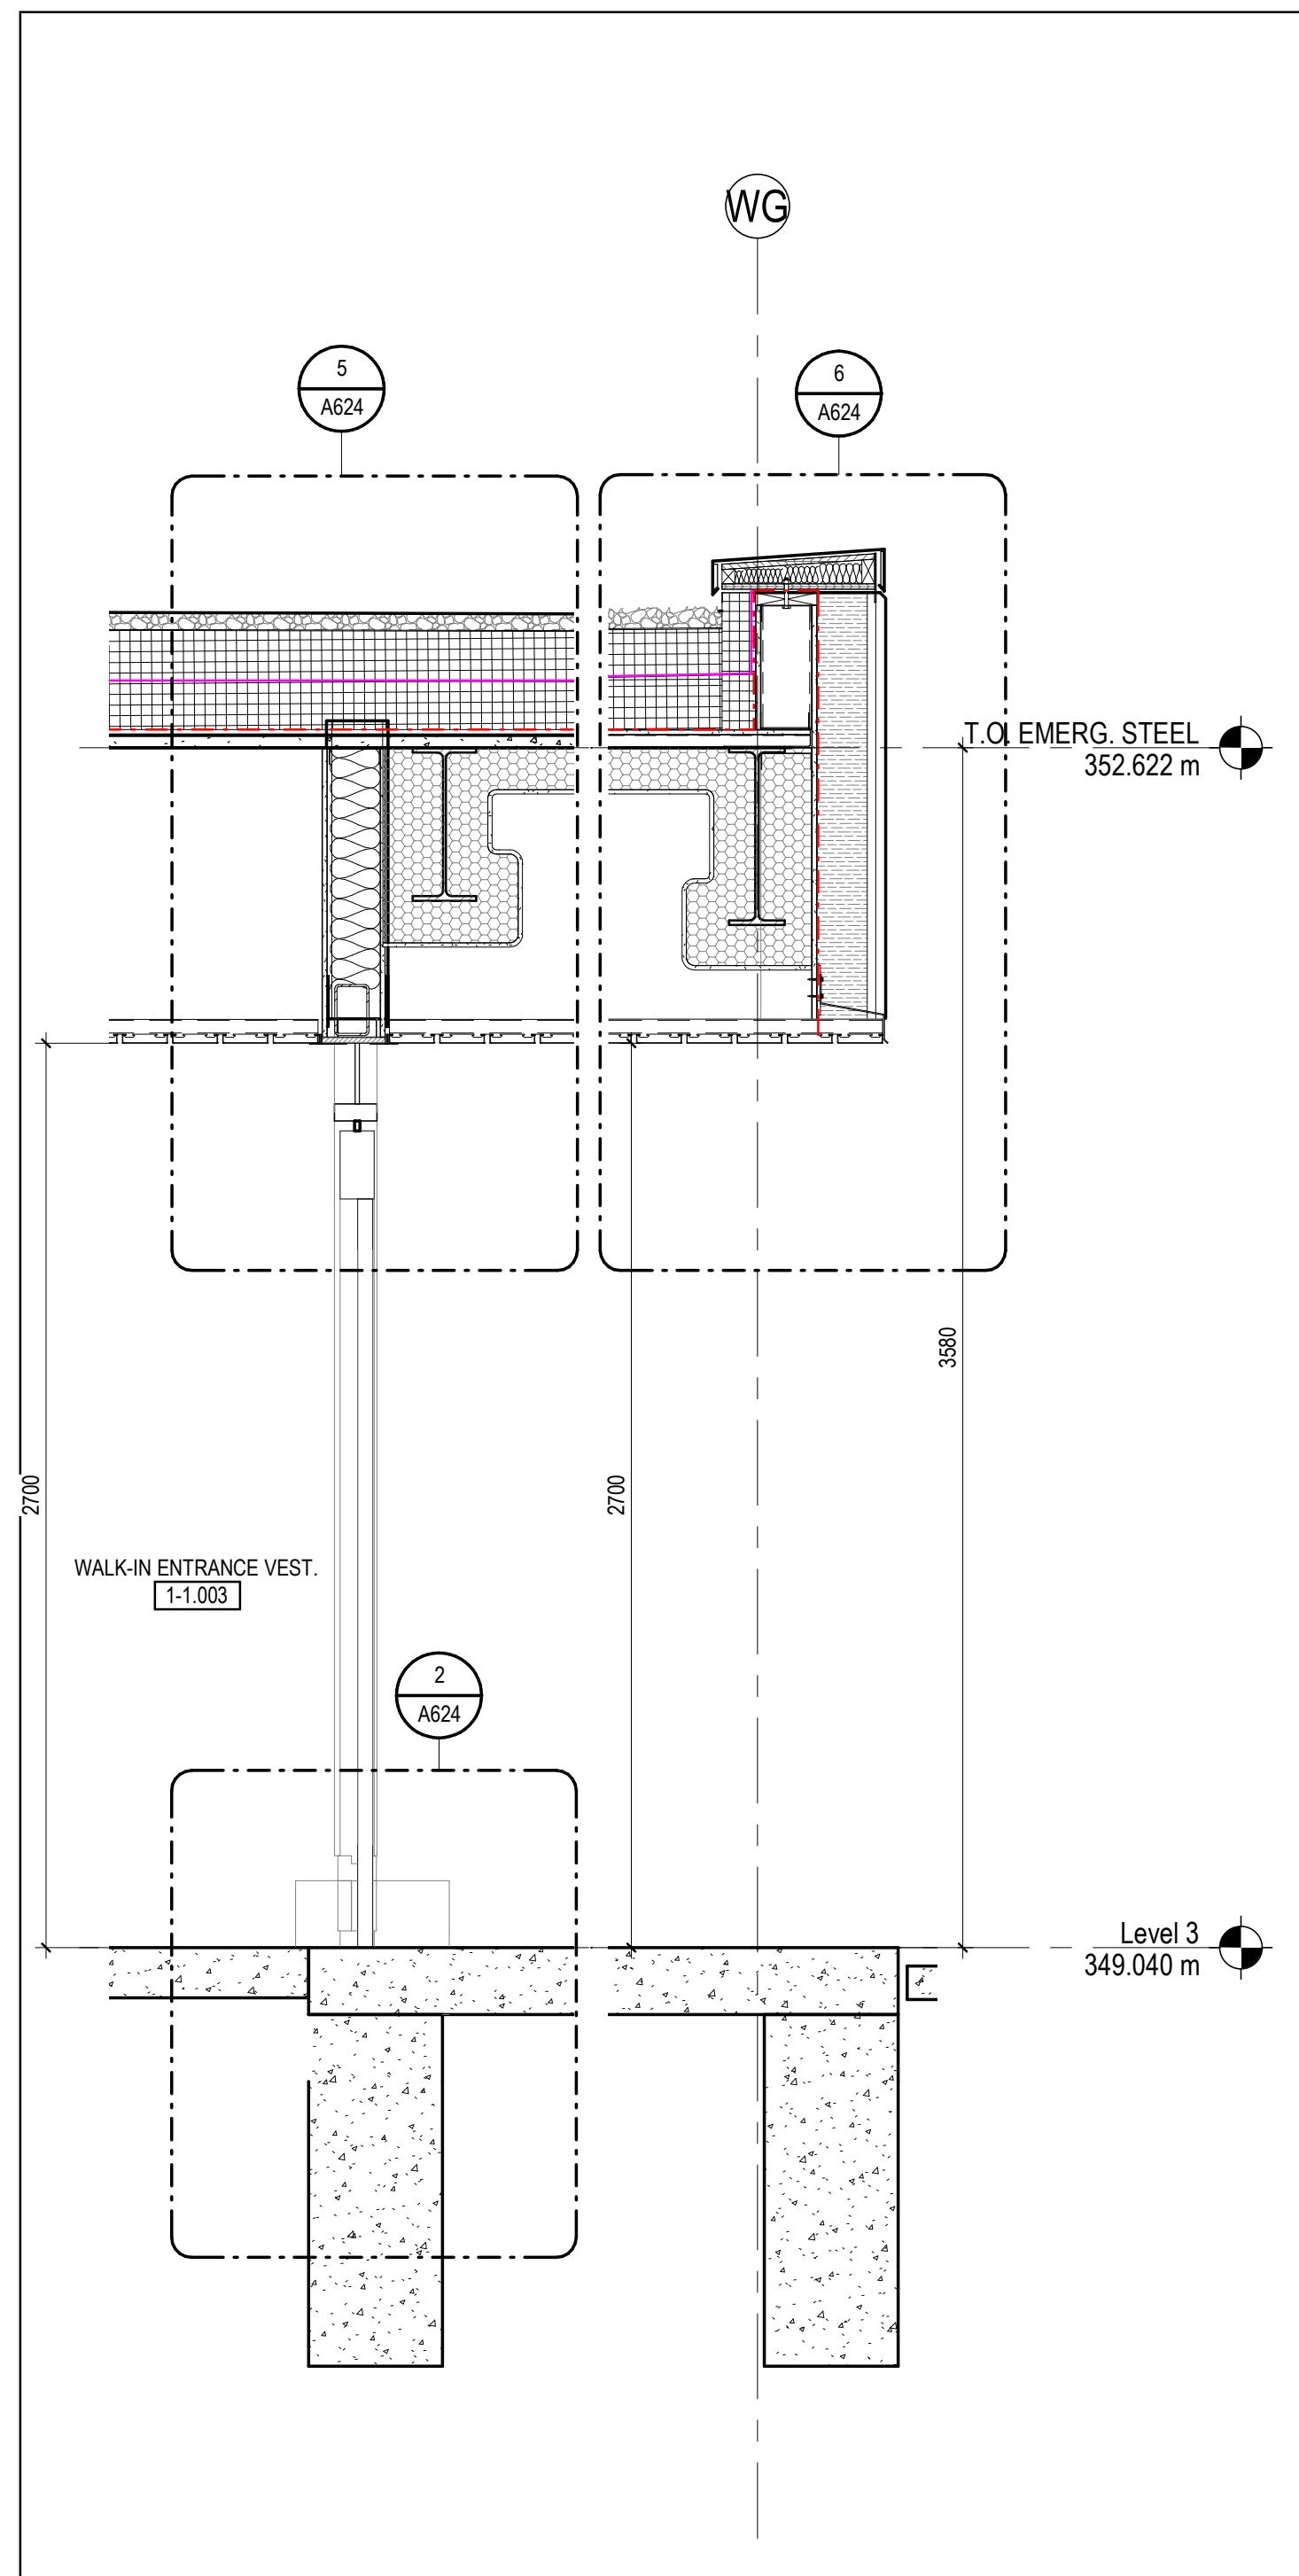 WG
5
A624
6
A624
T.O. EMERG. STEEL
352.622 m
3580
2700
2700
WALK-IN ENTRANCE VEST.
1-1.003
2
A624
Level 3
349.040 m